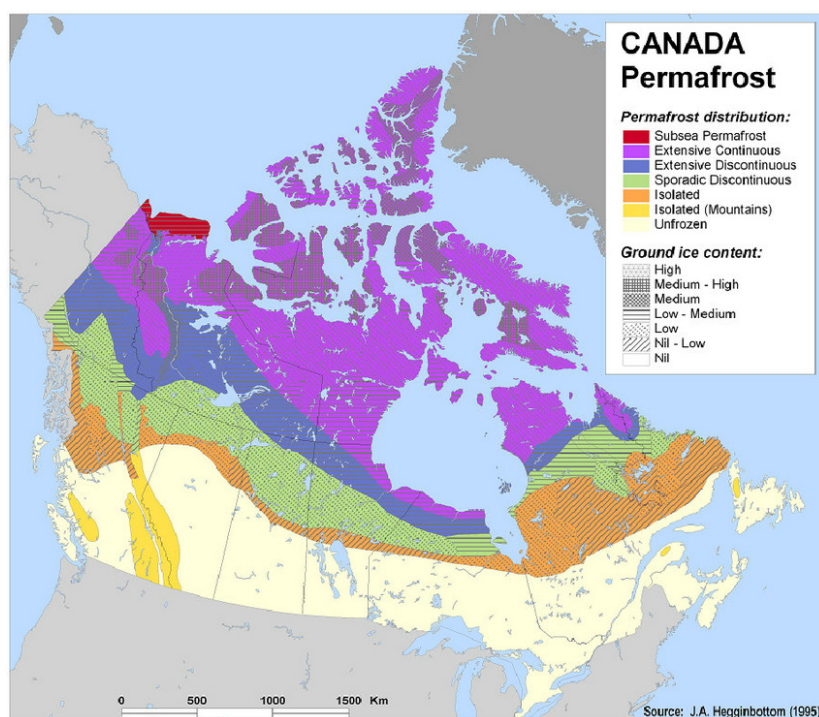 CANADA
Permafrost
Permafrost distribution:
Subsea Permafrost
Extensive Continuous
Extensive Discontinuous
Sporadic Discontinuous
Isolated
Isolated (Mountains)
Unfrozen
Ground ice content:
High
Medium - High
Medium
Low - Medium
Low
Nil - Low
Nil
0 500 1000 1500 Km
Source: J.A. Hegginbottom (1995)